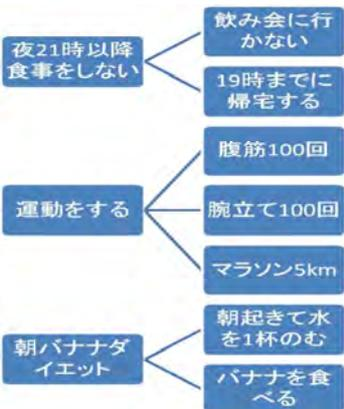 夜21時以降
食事をしない
飲み会に行
かない
19時までに
帰宅する
運動をする
腹筋100回
腕立て100回
マラソン5km
朝バナナダ
イエット
朝起きて水
を1杯のむ
バナナを食
べる